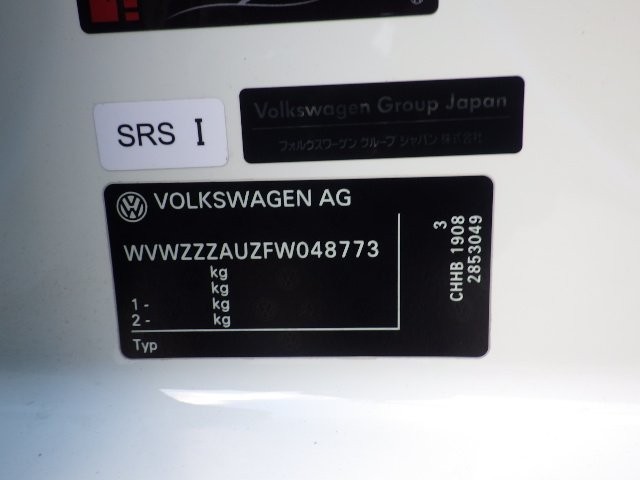 SRS I
Volkswagen Group Japan
フォルクスワーゲン グループ ジャパン 株式会社
VOLKSWAGEN AG
WVWZZZAUZFW048773
kg
kg
1 - kg
2 - kg
Typ
3
CHHB 1908
2853049